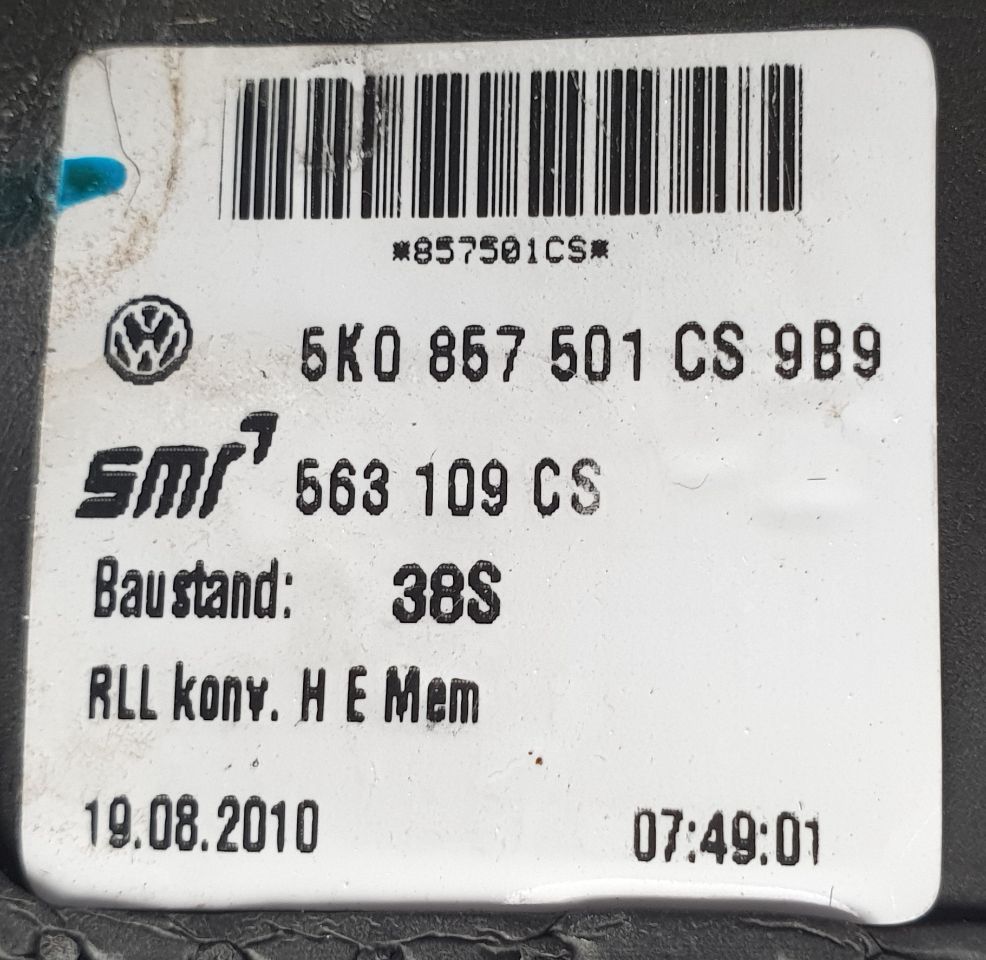 *857501CS*
5K0 857 501 CS 9B9
smr 563 109 CS
Baustand: 38S
RLL konv. H E Mem
19.08.2010 07:49:01